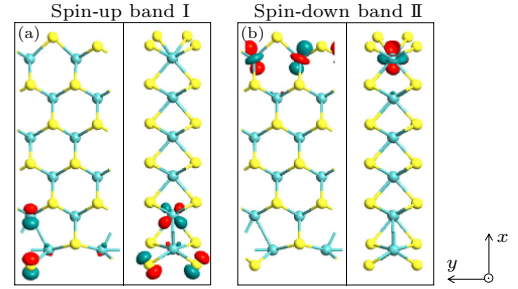 Spin-up band Ⅰ
Spin-down band Ⅱ
(a)
(b)
x
y